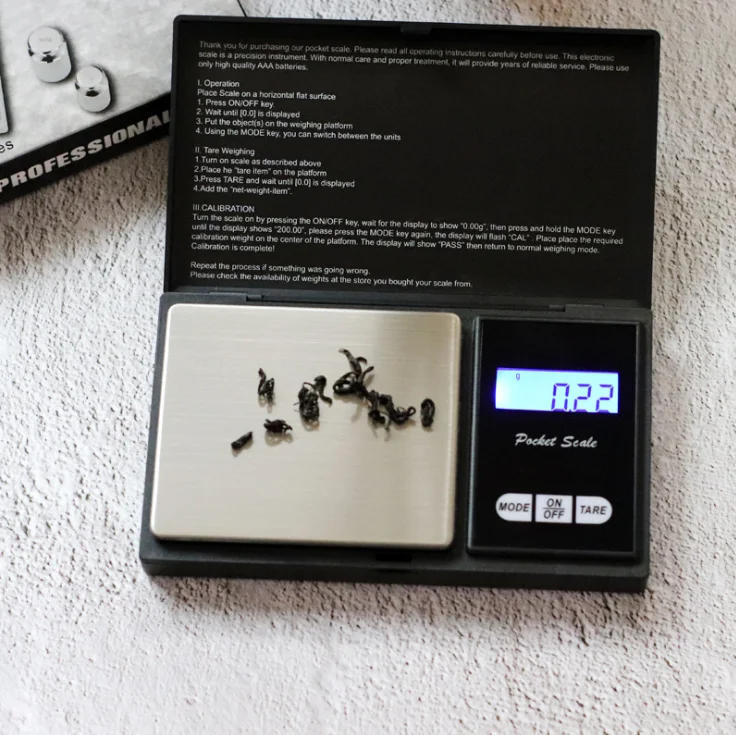 Thank you for purchasing our pocket scale. Please read all operating instructions carefully before use. This electronic
scale is a precision instrument. With normal care and proper treatment, it will provide years of reliable service. Please use
only high quality AAA batteries.
I. Operation
Place Scale on a horizontal flat surface
1. Press ON/OFF key
2. Wait until [0.0] is displayed
3. Put the object(s) on the weighing platform
4. Using the MODE key, you can switch between the units
II. Tare Weighing
1.Turn on scale as described above
2.Place he "tare item" on the platform
3.Press TARE and wait until [0.0] is displayed
4.Add the "net-weight-item".
III.CALIBRATION
Turn the scale on by pressing the ON/OFF key, wait for the display to show "0.00g", then press and hold the MODE key
until the display shows "200.00", please press the MODE key again, the display will flash "CAL" . Place place the required
calibration weight on the center of the platform. The display will show "PASS" then return to normal weighing mode.
Calibration is complete!
Repeat the process if something was going wrong.
Please check the availability of weights at the store you bought your scale from.
es
PROFESSIONAL
g
0.22
Pocket Scale
MODE
ON
OFF
TARE